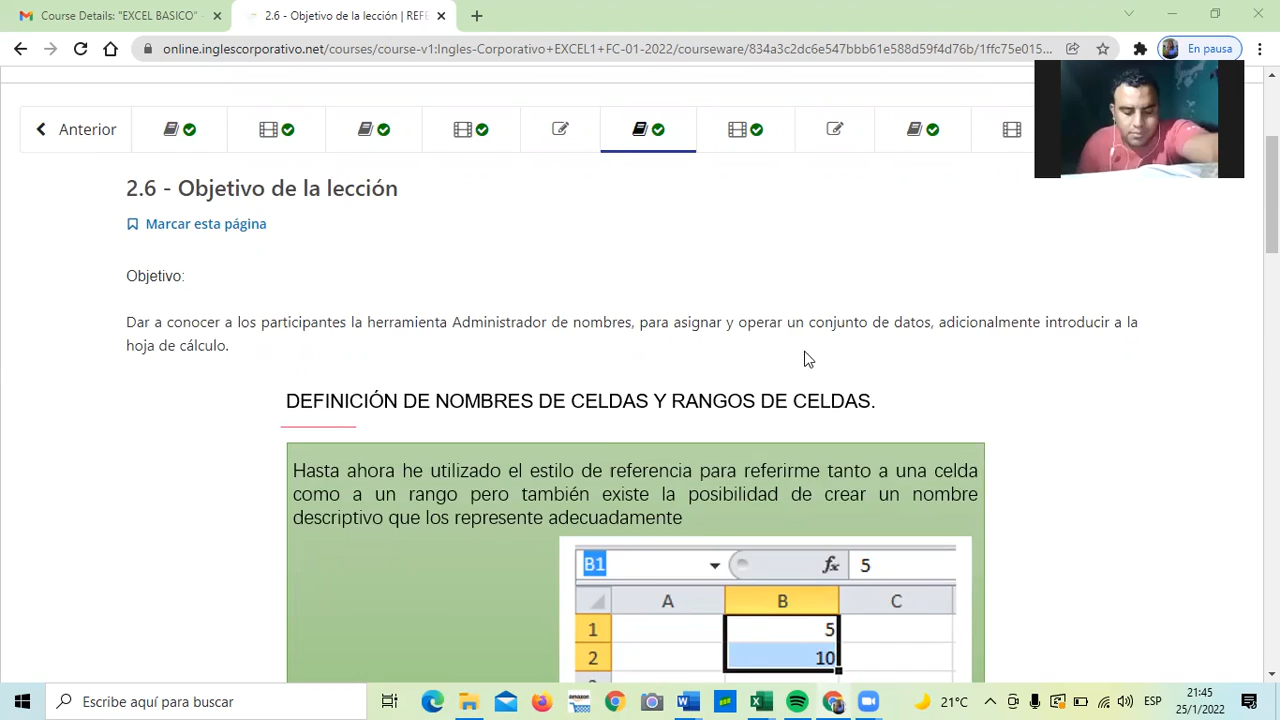 Course Details: "EXCEL BASICO" -
2.6 - Objetivo de la lección | REFE
online.inglescorporativo.net/courses/course-v1:Ingles-Corporativo+EXCEL1+FC-01-2022/courseware/834a3c2dc6e547bbb61e588d59f4d76b/1ffc75e015...
En pausa
Anterior
2.6 - Objetivo de la lección
Marcar esta página
Objetivo:
Dar a conocer a los participantes la herramienta Administrador de nombres, para asignar y operar un conjunto de datos, adicionalmente introducir a la
hoja de cálculo.
DEFINICIÓN DE NOMBRES DE CELDAS Y RANGOS DE CELDAS.
Hasta ahora he utilizado el estilo de referencia para referirme tanto a una celda
como a un rango pero también existe la posibilidad de crear un nombre
descriptivo que los represente adecuadamente
B1 fx 5
A B C
1 5
2 10
Escribe aquí para buscar
amazon
21°C
ESP
21:45
25/1/2022